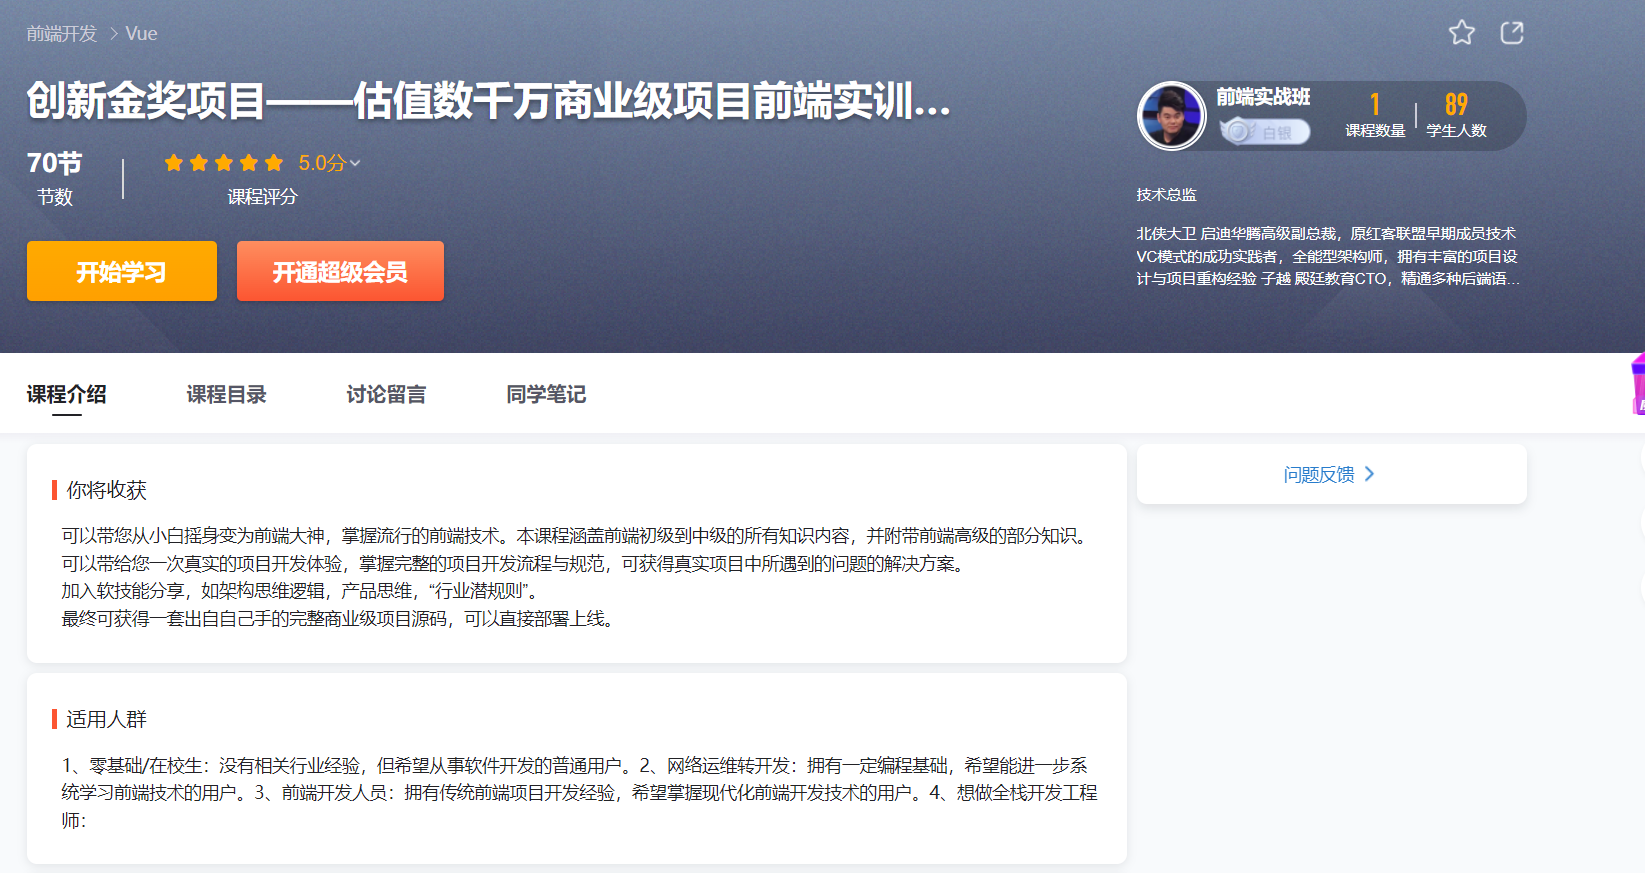 前端开发 > Vue
创新金奖项目——估值数千万商业级项目前端实训...
70节
节数
5.0分
课程评分
开始学习
开通超级会员
前端实战班
白银
1
课程数量
89
学生人数
技术总监
北侠大卫 启迪华腾高级副总裁，原红客联盟早期成员技术
VC模式的成功实践者，全能型架构师，拥有丰富的项目设
计与项目重构经验 子越 殿廷教育CTO，精通多种后端语...
课程介绍
课程目录
讨论留言
同学笔记
你将收获
可以带您从小白摇身变为前端大神，掌握流行的前端技术。本课程涵盖前端初级到中级的所有知识内容，并附带前端高级的部分知识。
可以带给您一次真实的项目开发体验，掌握完整的项目开发流程与规范，可获得真实项目中所遇到的问题的解决方案。
加入软技能分享，如架构思维逻辑，产品思维，“行业潜规则”。
最终可获得一套出自自己手的完整商业级项目源码，可以直接部署上线。
问题反馈
适用人群
1、零基础/在校生：没有相关行业经验，但希望从事软件开发的普通用户。2、网络运维转开发：拥有一定编程基础，希望能进一步系
统学习前端技术的用户。3、前端开发人员：拥有传统前端项目开发经验，希望掌握现代化前端开发技术的用户。4、想做全栈开发工程
师：